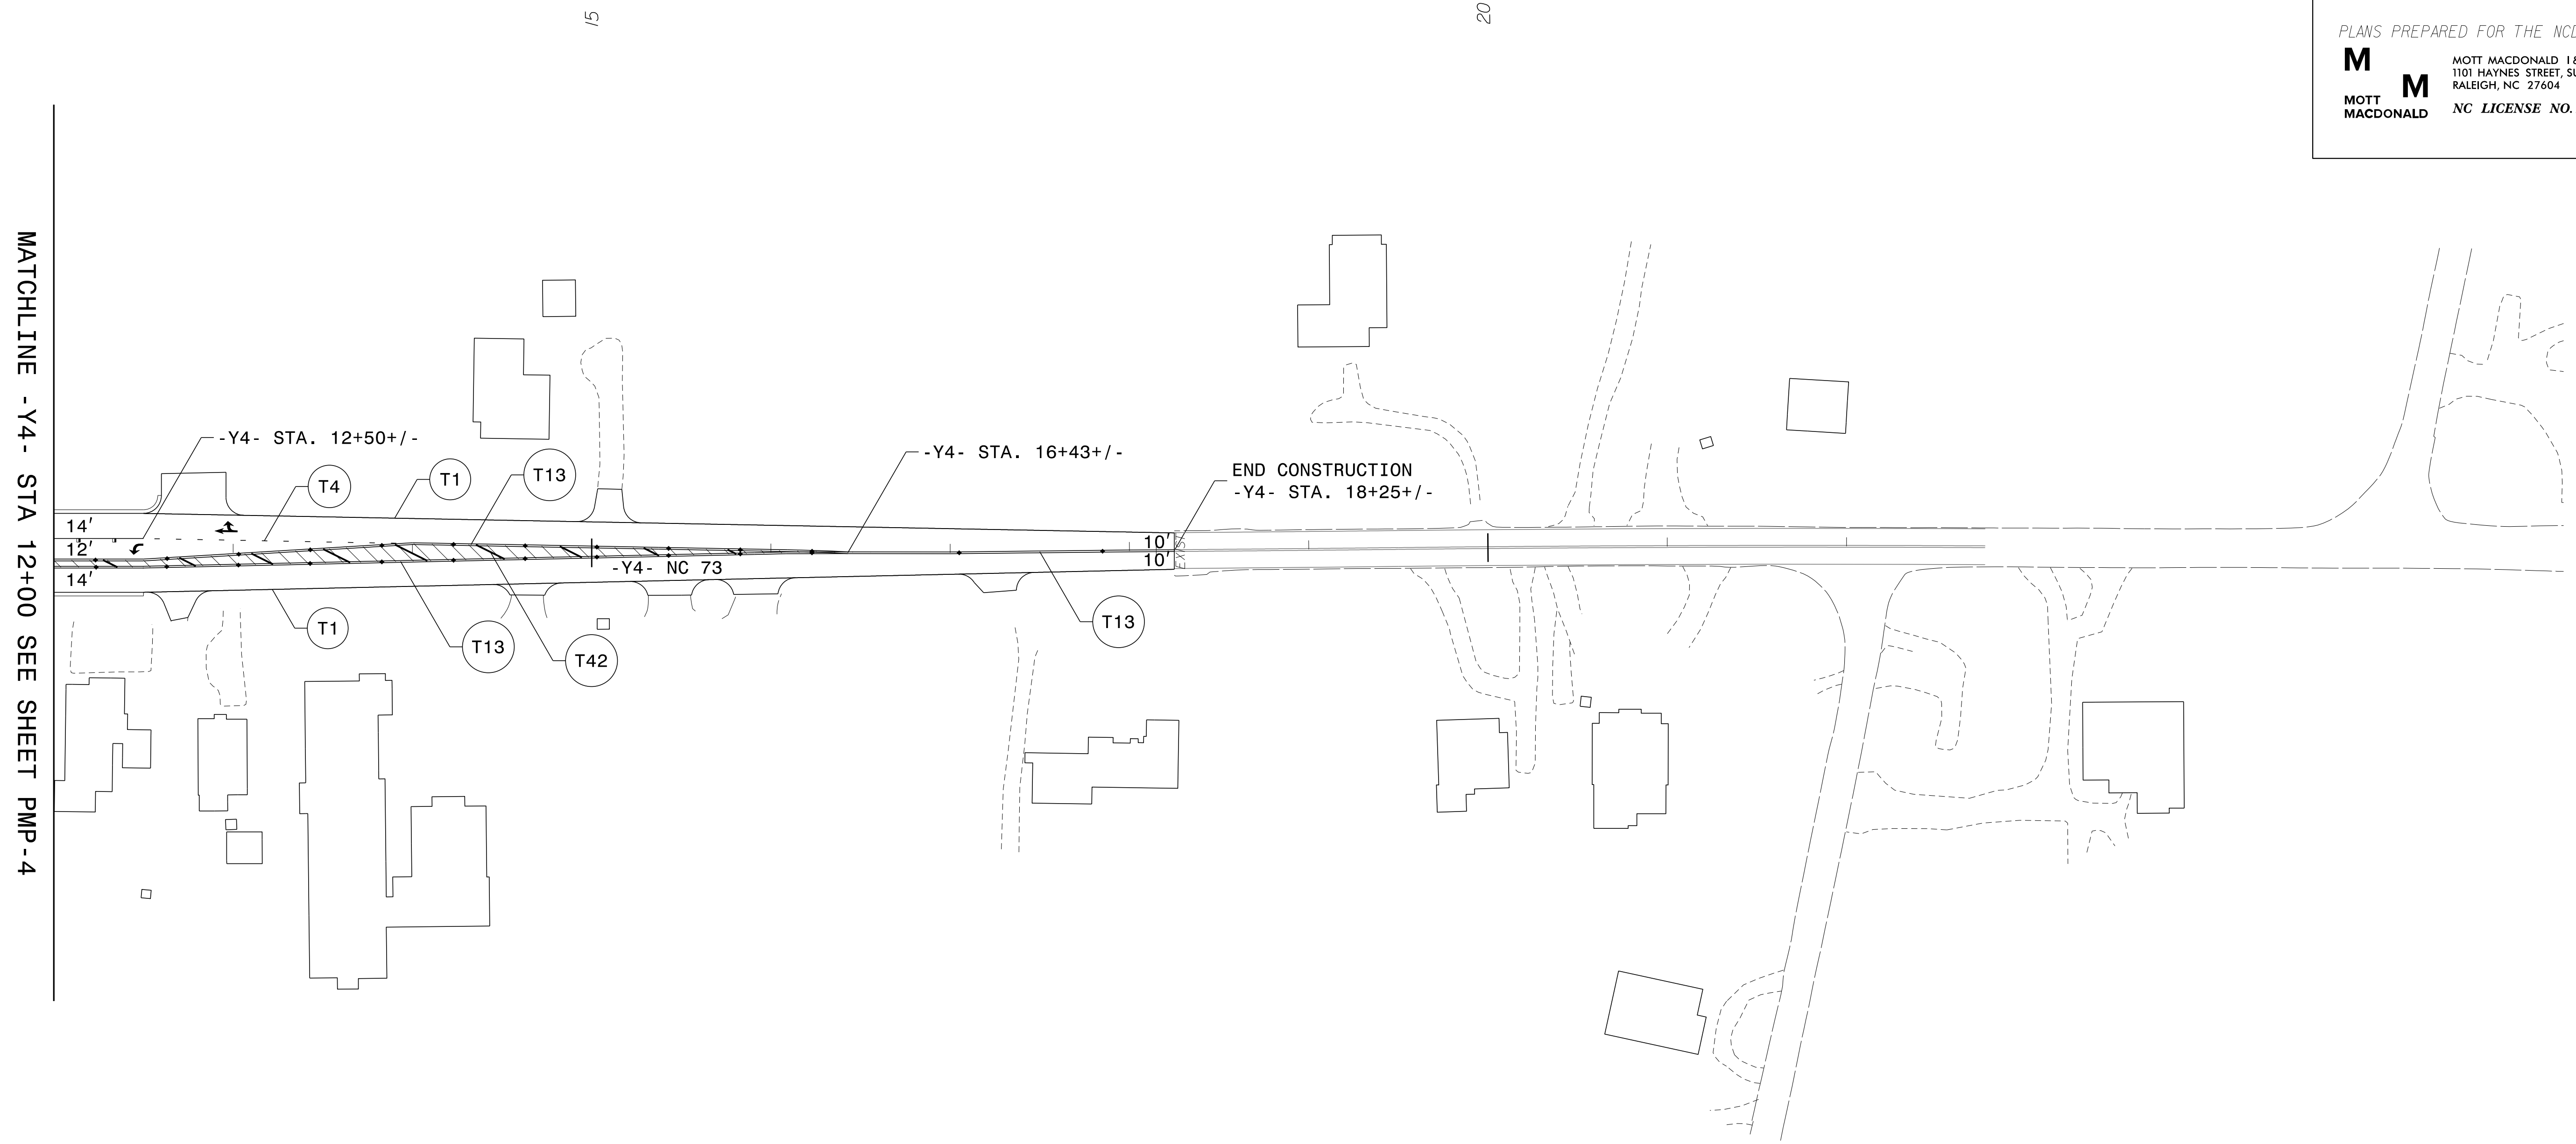 15
20
PLANS PREPARED FOR THE
M
M
MOTT
MACDONALD
MOTT MACDONALD I&
1101 HAYNES STREET,
RALEIGH, NC 27604
NC LICENSE NO.
MATCHLINE -Y4- STA 12+00 SEE SHEET PMP-4
-Y4- STA. 12+50+/-
T4
T1
T13
-Y4- STA. 16+43+/-
END CONSTRUCTION
-Y4- STA. 18+25+/-
14'
12'
14'
10'
10'
EXIST
-Y4- NC 73
T1
T13
T42
T13